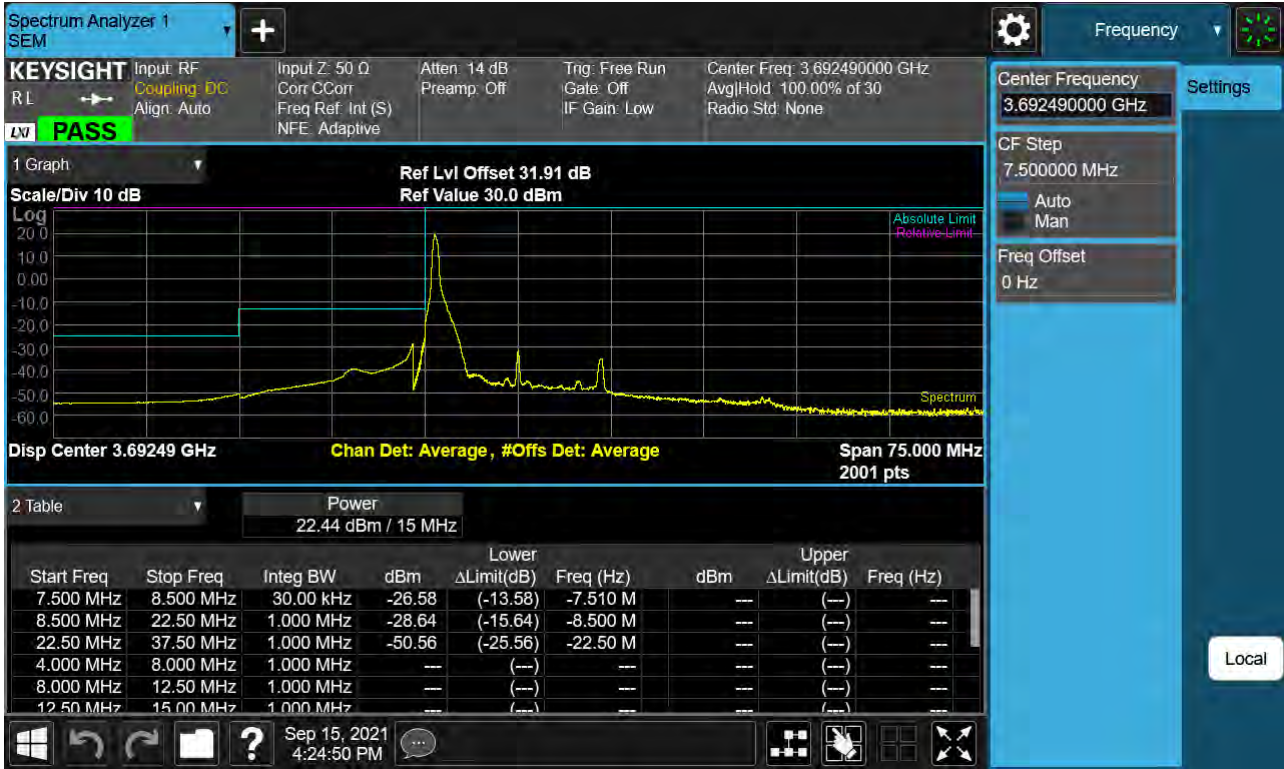 Spectrum Analyzer 1
SEM
Frequency
KEYSIGHT
RL
LXI
PASS
Input: RF
Coupling: DC
Align: Auto
Input Z: 50 Ω
Corr CCorr
Freq Ref: Int (S)
NFE: Adaptive
Atten: 14 dB
Preamp: Off
Trig: Free Run
Gate: Off
IF Gain: Low
Center Freq: 3.692490000 GHz
Avg|Hold: 100.00% of 30
Radio Std: None
1 Graph
Scale/Div 10 dB
Ref Lvl Offset 31.91 dB
Ref Value 30.0 dBm
Log
20.0
10.0
0.00
-10.0
-20.0
-30.0
-40.0
-50.0
-60.0
Absolute Limit
Relative Limit
Spectrum
Disp Center 3.69249 GHz
Chan Det: Average, #Offs Det: Average
Span 75.000 MHz
2001 pts
2 Table
Power
22.44 dBm / 15 MHz
Lower Upper
Start Freq Stop Freq Integ BW dBm ΔLimit(dB) Freq (Hz) dBm ΔLimit(dB) Freq (Hz)
7.500 MHz 8.500 MHz 30.00 kHz -26.58 (-13.58) -7.510 M --- (---) ---
8.500 MHz 22.50 MHz 1.000 MHz -28.64 (-15.64) -8.500 M --- (---) ---
22.50 MHz 37.50 MHz 1.000 MHz -50.56 (-25.56) -22.50 M --- (---) ---
4.000 MHz 8.000 MHz 1.000 MHz --- (---) --- --- (---) ---
8.000 MHz 12.50 MHz 1.000 MHz --- (---) --- --- (---) ---
12.50 MHz 15.00 MHz 1.000 MHz --- (---) --- --- (---) ---
Center Frequency
3.692490000 GHz
Settings
CF Step
7.500000 MHz
Auto
Man
Freq Offset
0 Hz
Local
?
Sep 15, 2021
4:24:50 PM